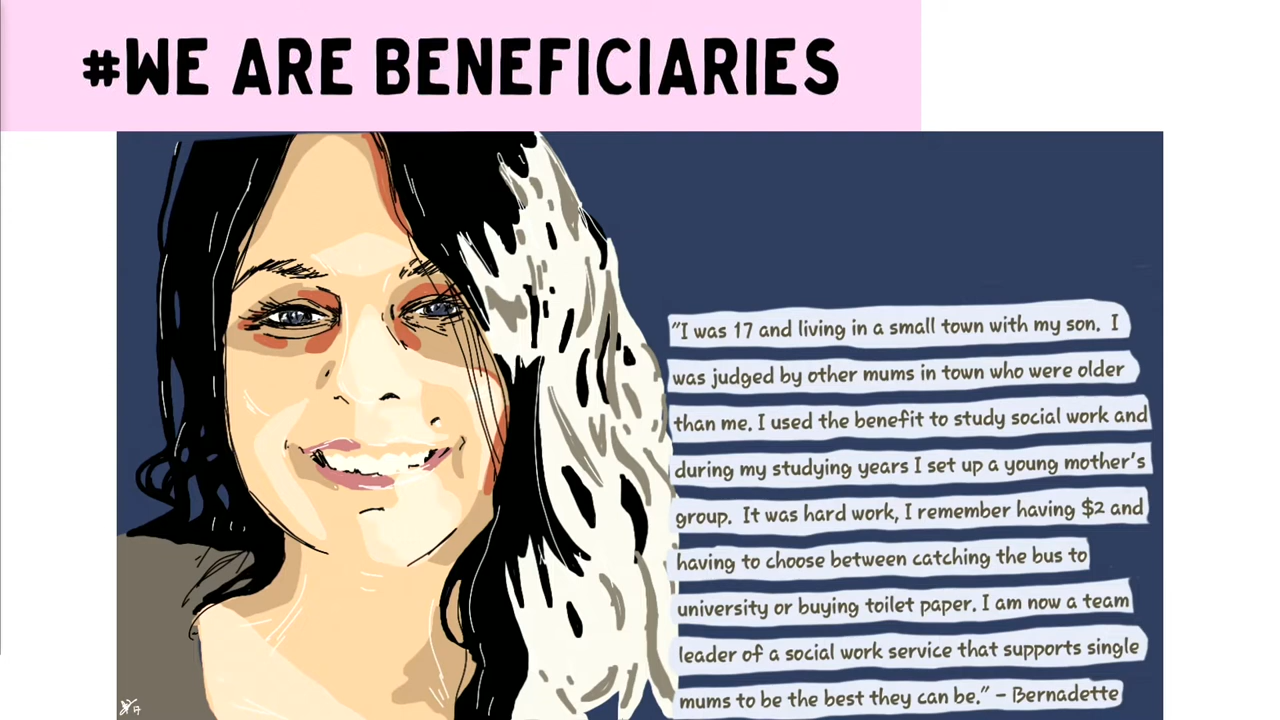 #WE ARE BENEFICIARIES
"I was 17 and living in a small town with my son. I
was judged by other mums in town who were older
than me. I used the benefit to study social work and
during my studying years I set up a young mother's
group. It was hard work, I remember having $2 and
having to choose between catching the bus to
university or buying toilet paper. I am now a team
leader of a social work service that supports single
mums to be the best they can be." - Bernadette